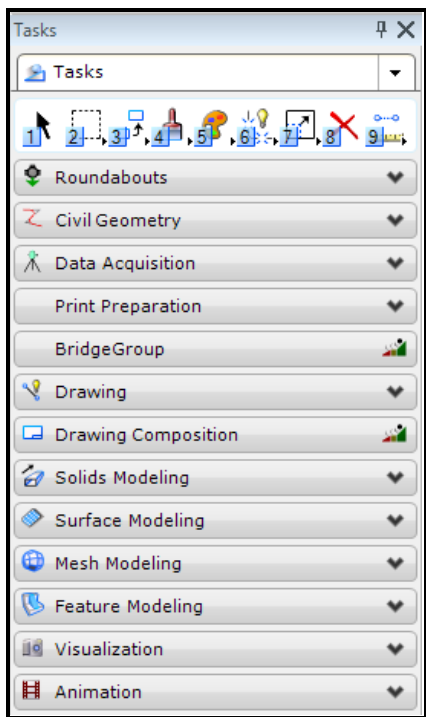 Tasks
Tasks
1 2 3 4 5 6 7 8 9
Roundabouts
Civil Geometry
Data Acquisition
Print Preparation
BridgeGroup
Drawing
Drawing Composition
Solids Modeling
Surface Modeling
Mesh Modeling
Feature Modeling
Visualization
Animation